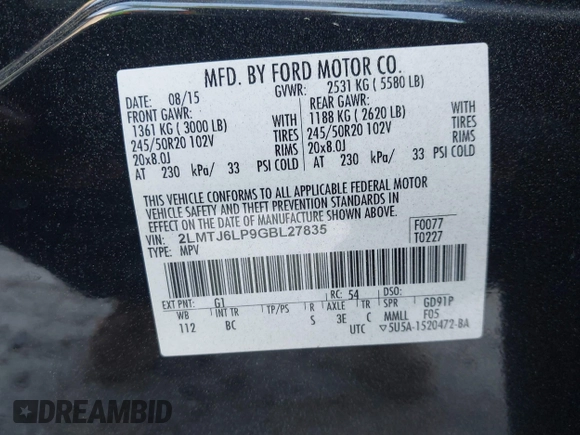 MFD. BY FORD MOTOR CO.
DATE: 08/15 GVWR: 2531 KG ( 5580 LB)
FRONT GAWR: REAR GAWR:
1361 KG ( 3000 LB) WITH 1188 KG ( 2620 LB) WITH
245/50R20 102V TIRES 245/50R20 102V TIRES
20x8.0J RIMS 20x8.0J RIMS
AT 230 kPa/ 33 PSI COLD AT 230 kPa/ 33 PSI COLD
THIS VEHICLE CONFORMS TO ALL APPLICABLE FEDERAL MOTOR
VEHICLE SAFETY AND THEFT PREVENTION STANDARDS IN
EFFECT ON THE DATE OF MANUFACTURE SHOWN ABOVE.
VIN: 2LMTJ6LP9GBL27835 F0077
TYPE: MPV T0227
EXT PNT: G1 RC: 54 DSO:
WB INT TR TP/PS R AXLE TR SPR GD91P
112 BC S 3E C MMLL F05
UTC ▽5U5A-1520472-BA
DREAMBID